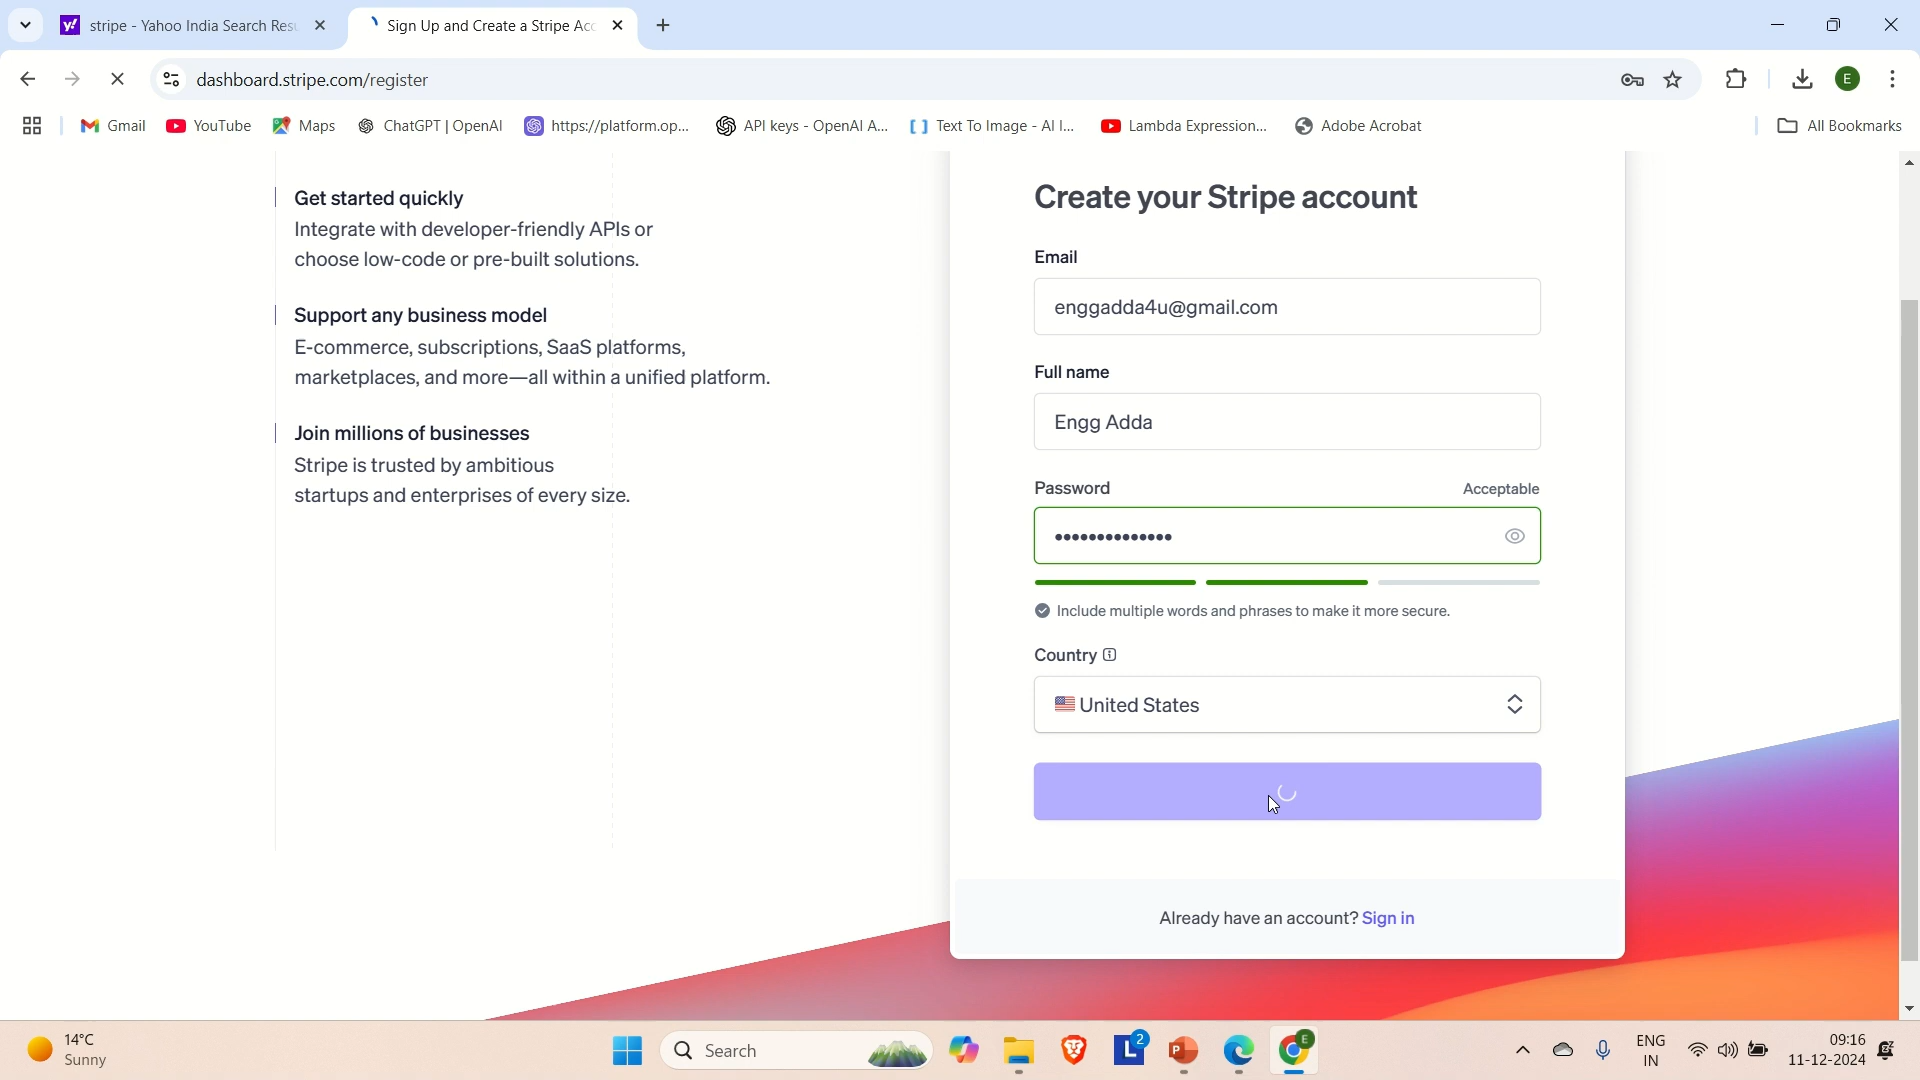 stripe - Yahoo India Search Resu
Sign Up and Create a Stripe Acc
dashboard.stripe.com/register
E
Gmail
YouTube
Maps
ChatGPT | OpenAI
https://platform.op...
API keys - OpenAI A...
Text To Image - AI I...
Lambda Expression...
Adobe Acrobat
All Bookmarks
Get started quickly
Integrate with developer-friendly APIs or
choose low-code or pre-built solutions.
Support any business model
E-commerce, subscriptions, SaaS platforms,
marketplaces, and more—all within a unified platform.
Join millions of businesses
Stripe is trusted by ambitious
startups and enterprises of every size.
Create your Stripe account
Email
enggadda4u@gmail.com
Full name
Engg Adda
Password
Acceptable
••••••••••••••
Include multiple words and phrases to make it more secure.
Country
United States
Already have an account? Sign in
14°C
Sunny
Search
L
2
P
E
ENG
IN
09:16
11-12-2024